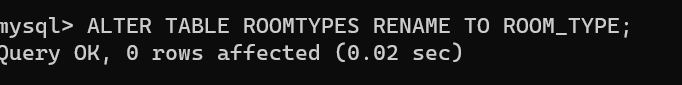 mysql> ALTER TABLE ROOMTYPES RENAME TO ROOM_TYPE;
Query OK, 0 rows affected (0.02 sec)